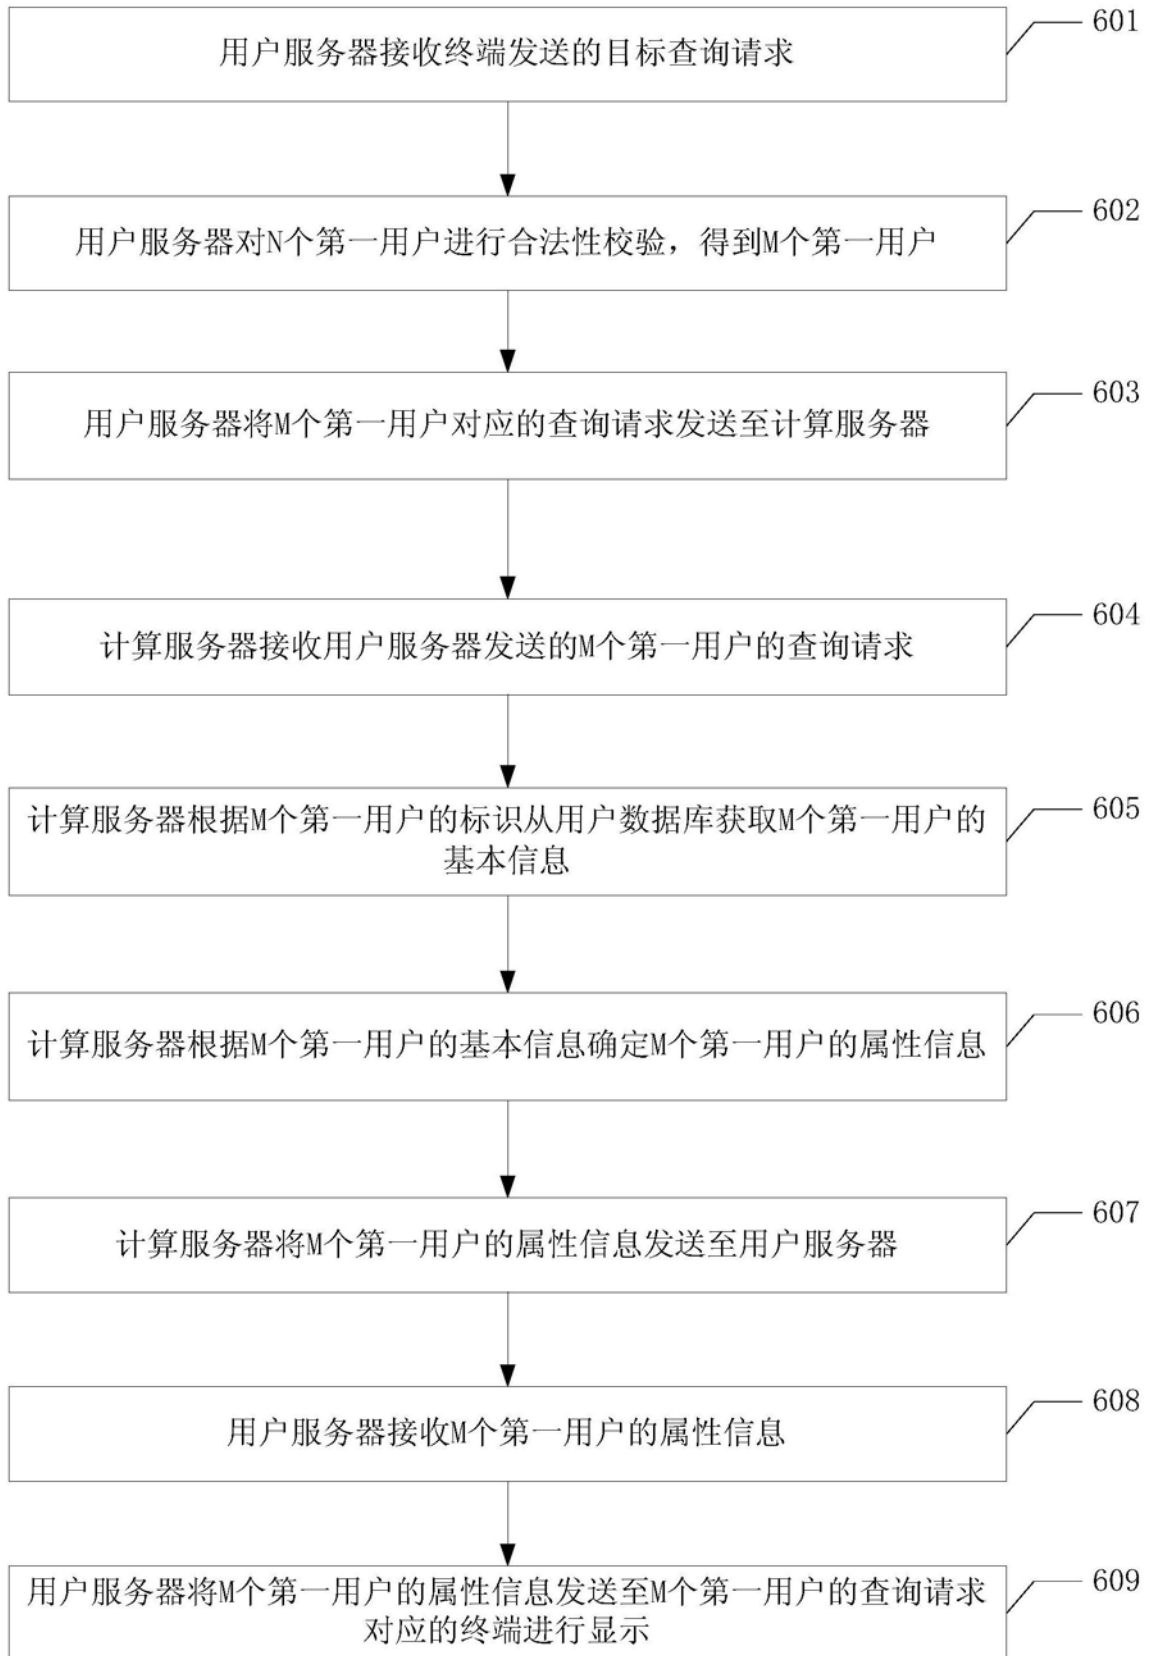 用户服务器接收终端发送的目标查询请求
601
用户服务器对N个第一用户进行合法性校验，得到M个第一用户
602
用户服务器将M个第一用户对应的查询请求发送至计算服务器
603
计算服务器接收用户服务器发送的M个第一用户的查询请求
604
计算服务器根据M个第一用户的标识从用户数据库获取M个第一用户的
基本信息
605
计算服务器根据M个第一用户的基本信息确定M个第一用户的属性信息
606
计算服务器将M个第一用户的属性信息发送至用户服务器
607
用户服务器接收M个第一用户的属性信息
608
用户服务器将M个第一用户的属性信息发送至M个第一用户的查询请求
对应的终端进行显示
609